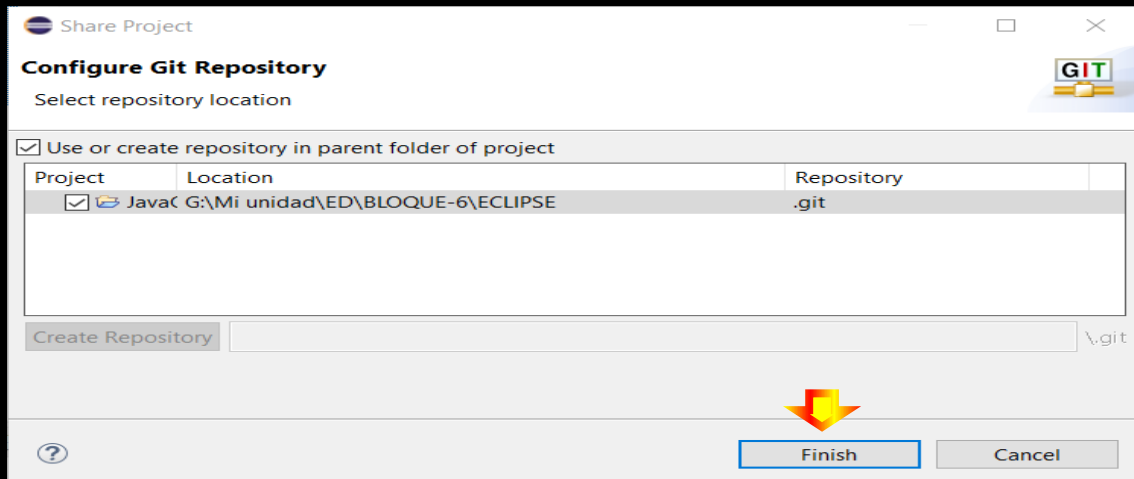 Share Project
Configure Git Repository
GIT
Select repository location
Use or create repository in parent folder of project
Project Location Repository
Java( G:\Mi unidad\ED\BLOQUE-6\ECLIPSE .git
Create Repository \.git
? Finish Cancel